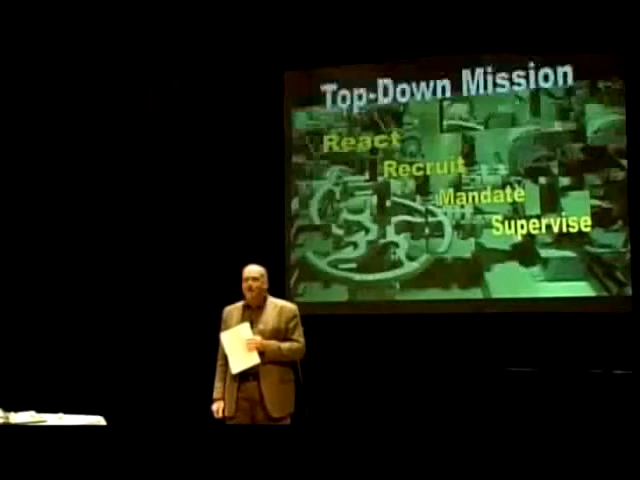 Top-Down Mission
React
Recruit
Mandate
Supervise